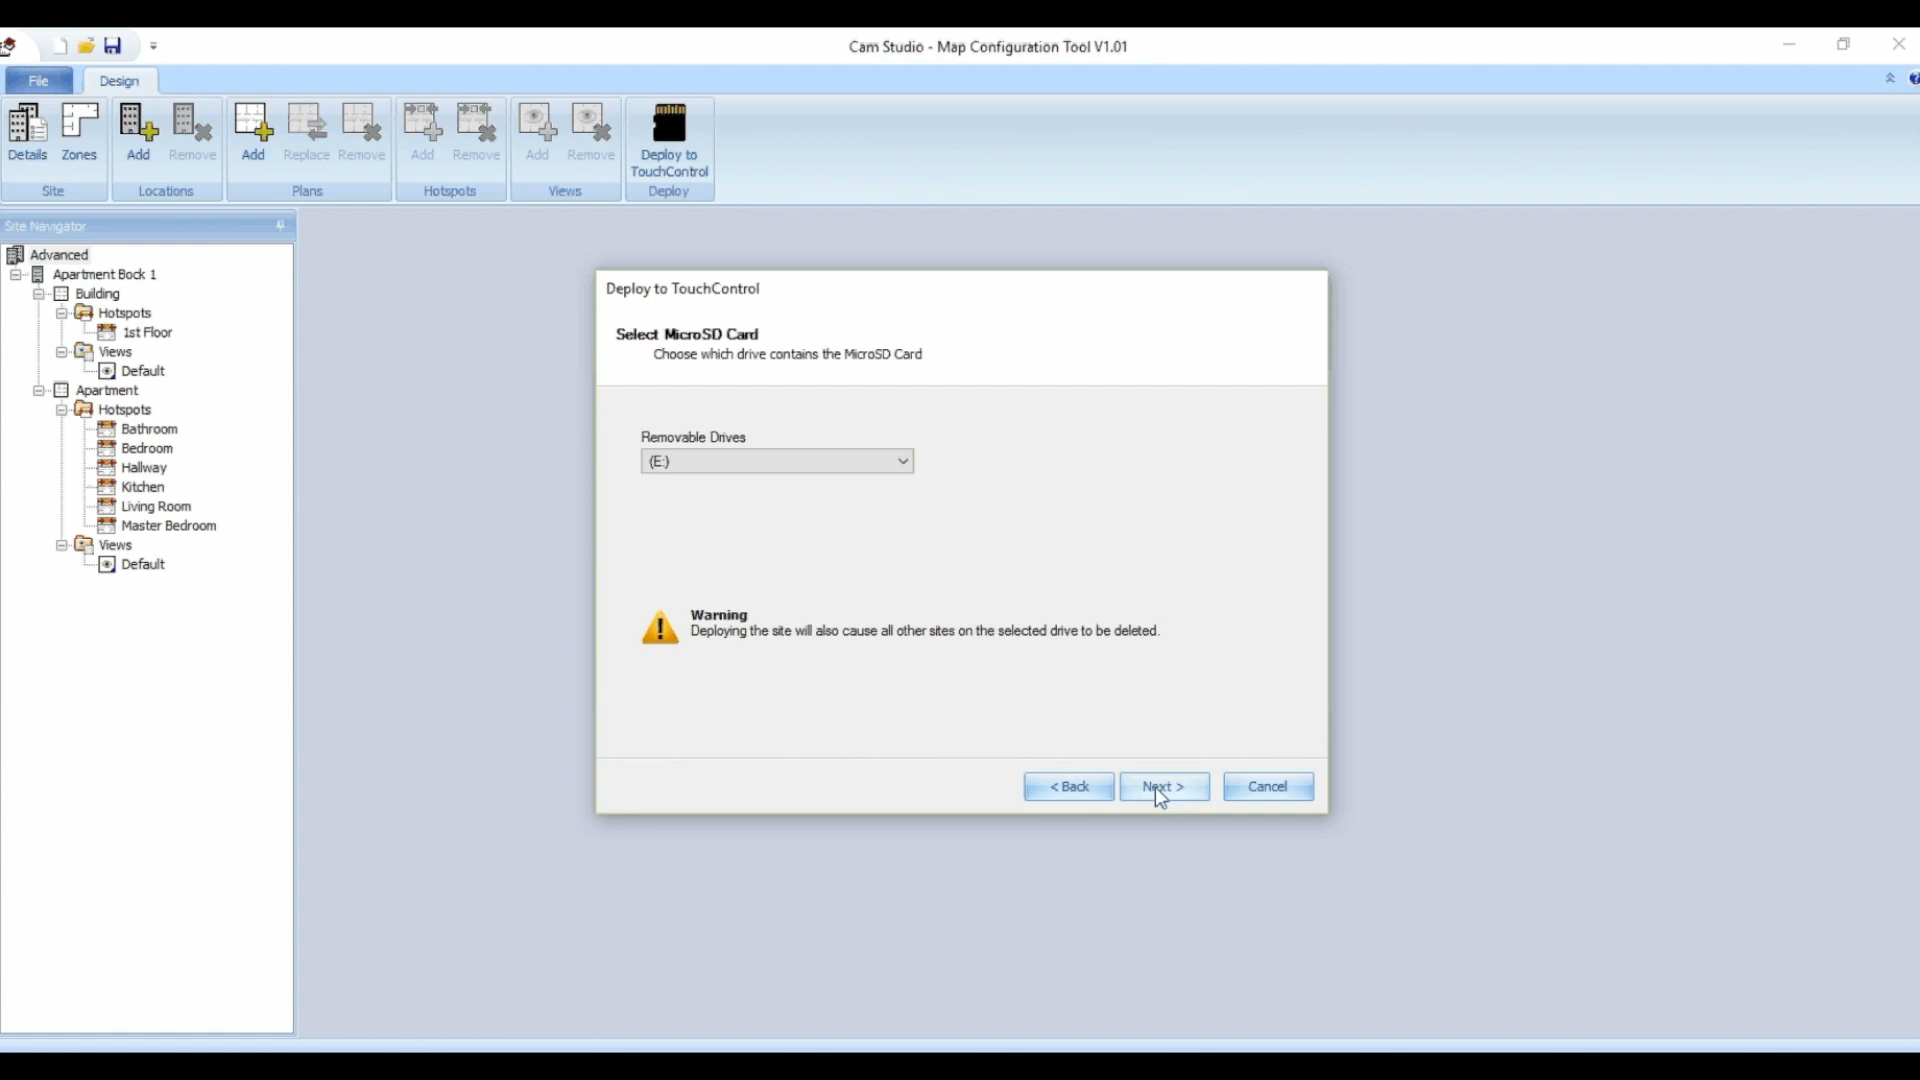 Cam Studio - Map Configuration Tool V1.01
File Design
Details Zones Add Remove Add Replace Remove Add Remove Add Remove Deploy to
TouchControl
Site Locations Plans Hotspots Views Deploy
Site Navigator
Advanced
Apartment Bock 1
Building
Hotspots
1st Floor
Views
Default
Apartment
Hotspots
Bathroom
Bedroom
Hallway
Kitchen
Living Room
Master Bedroom
Views
Default
Deploy to TouchControl
Select MicroSD Card
Choose which drive contains the MicroSD Card
Removable Drives
(E:)
Warning
Deploying the site will also cause all other sites on the selected drive to be deleted.
< Back Next > Cancel